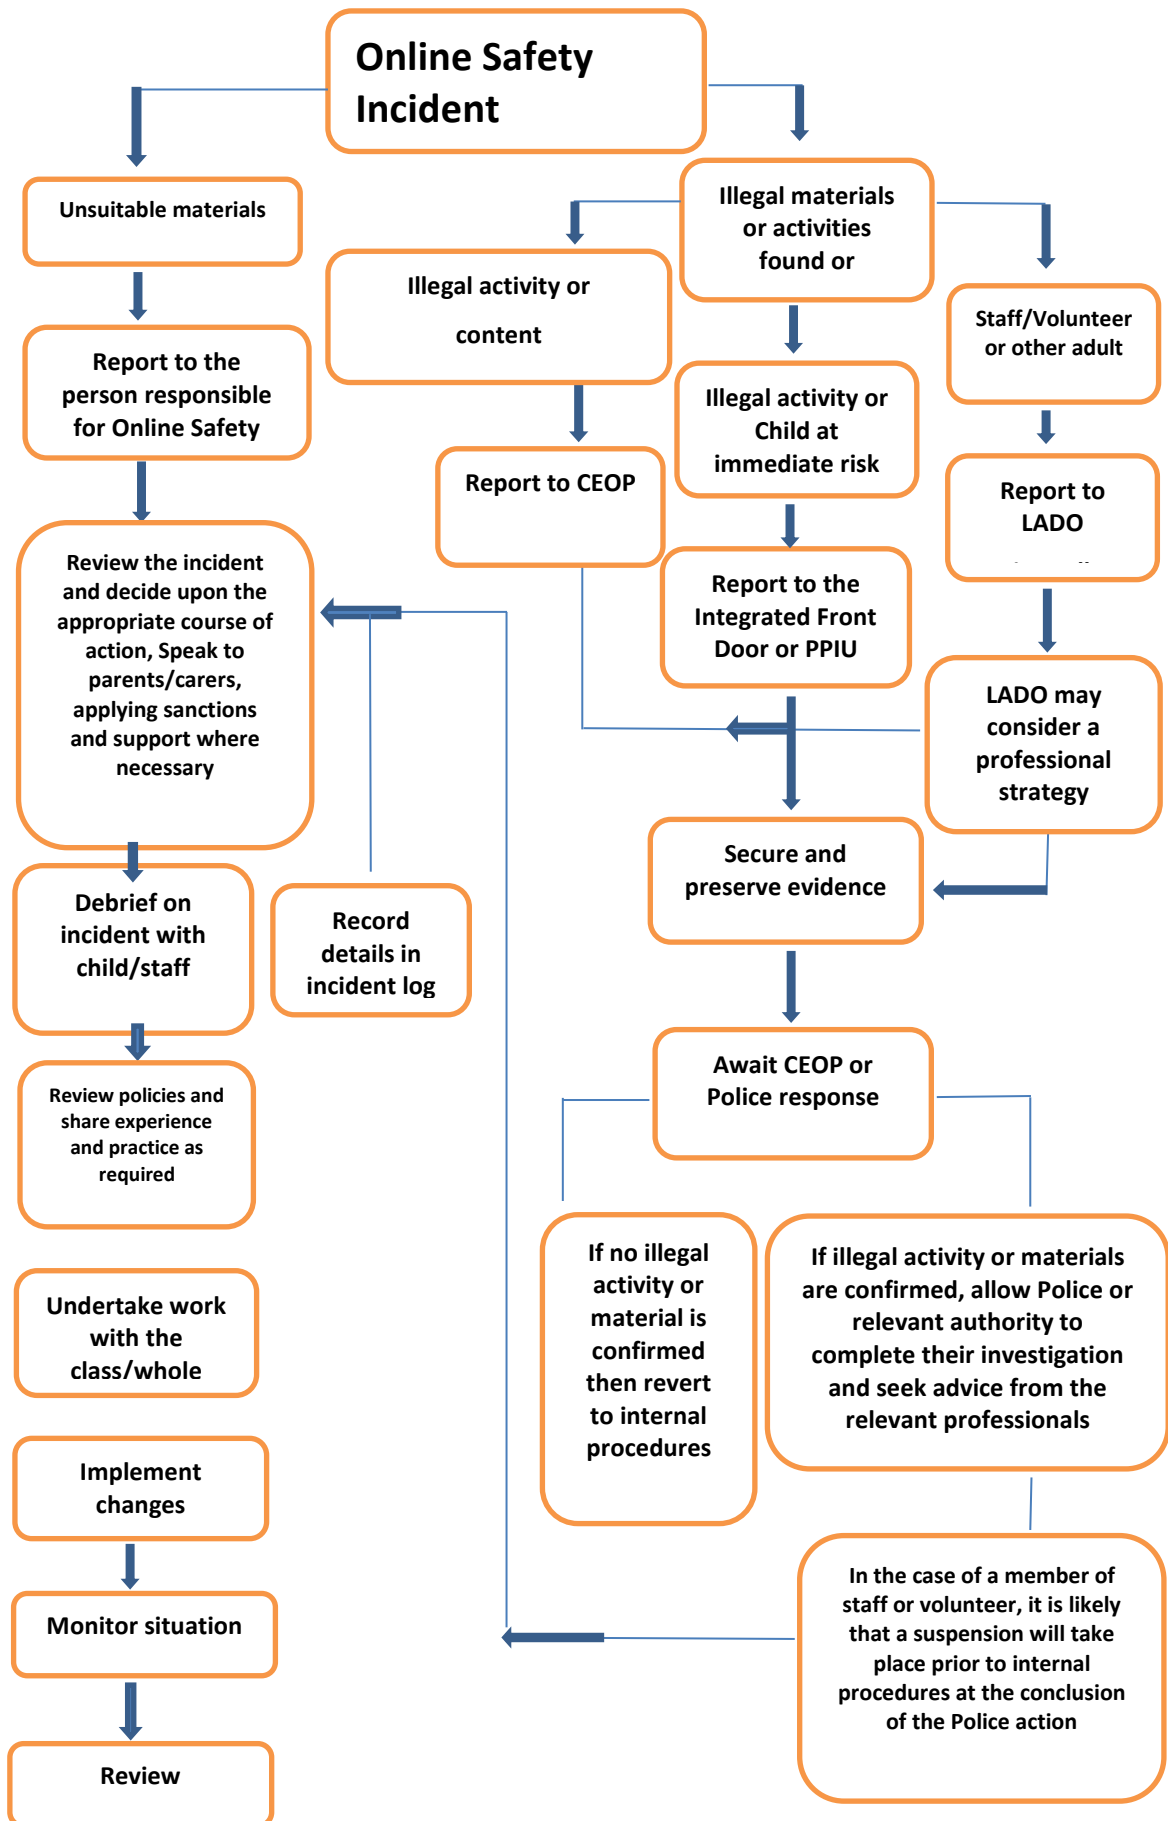 Online Safety
Incident
Unsuitable materials
Report to the
person responsible
for Online Safety
Review the incident
and decide upon the
appropriate course of
action, Speak to
parents/carers,
applying sanctions
and support where
necessary
Debrief on
incident with
child/staff
Review policies and
share experience
and practice as
required
Undertake work
with the
class/whole
Implement
changes
Monitor situation
Review
Record
details in
incident log
Illegal materials
or activities
found or
Illegal activity or
content
Report to CEOP
Illegal activity or
Child at
immediate risk
Report to the
Integrated Front
Door or PPIU
Staff/Volunteer
or other adult
Report to
LADO
LADO may
consider a
professional
strategy
Secure and
preserve evidence
Await CEOP or
Police response
If no illegal
activity or
material is
confirmed
then revert
to internal
procedures
If illegal activity or materials
are confirmed, allow Police or
relevant authority to
complete their investigation
and seek advice from the
relevant professionals
In the case of a member of
staff or volunteer, it is likely
that a suspension will take
place prior to internal
procedures at the conclusion
of the Police action